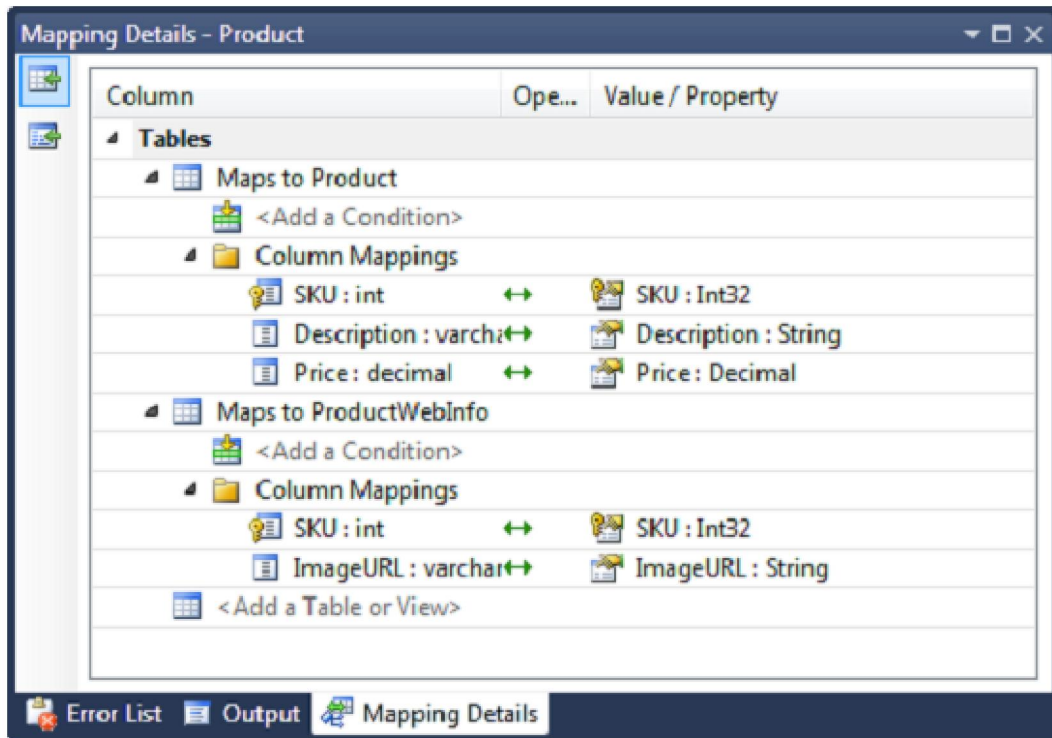 Mapping Details - Product
Column Ope... Value / Property
Tables
Maps to Product
<Add a Condition>
Column Mappings
SKU : int SKU : Int32
Description : varcha Description : String
Price : decimal Price : Decimal
Maps to ProductWebInfo
<Add a Condition>
Column Mappings
SKU : int SKU : Int32
ImageURL : varchar ImageURL : String
<Add a Table or View>
Error List Output Mapping Details